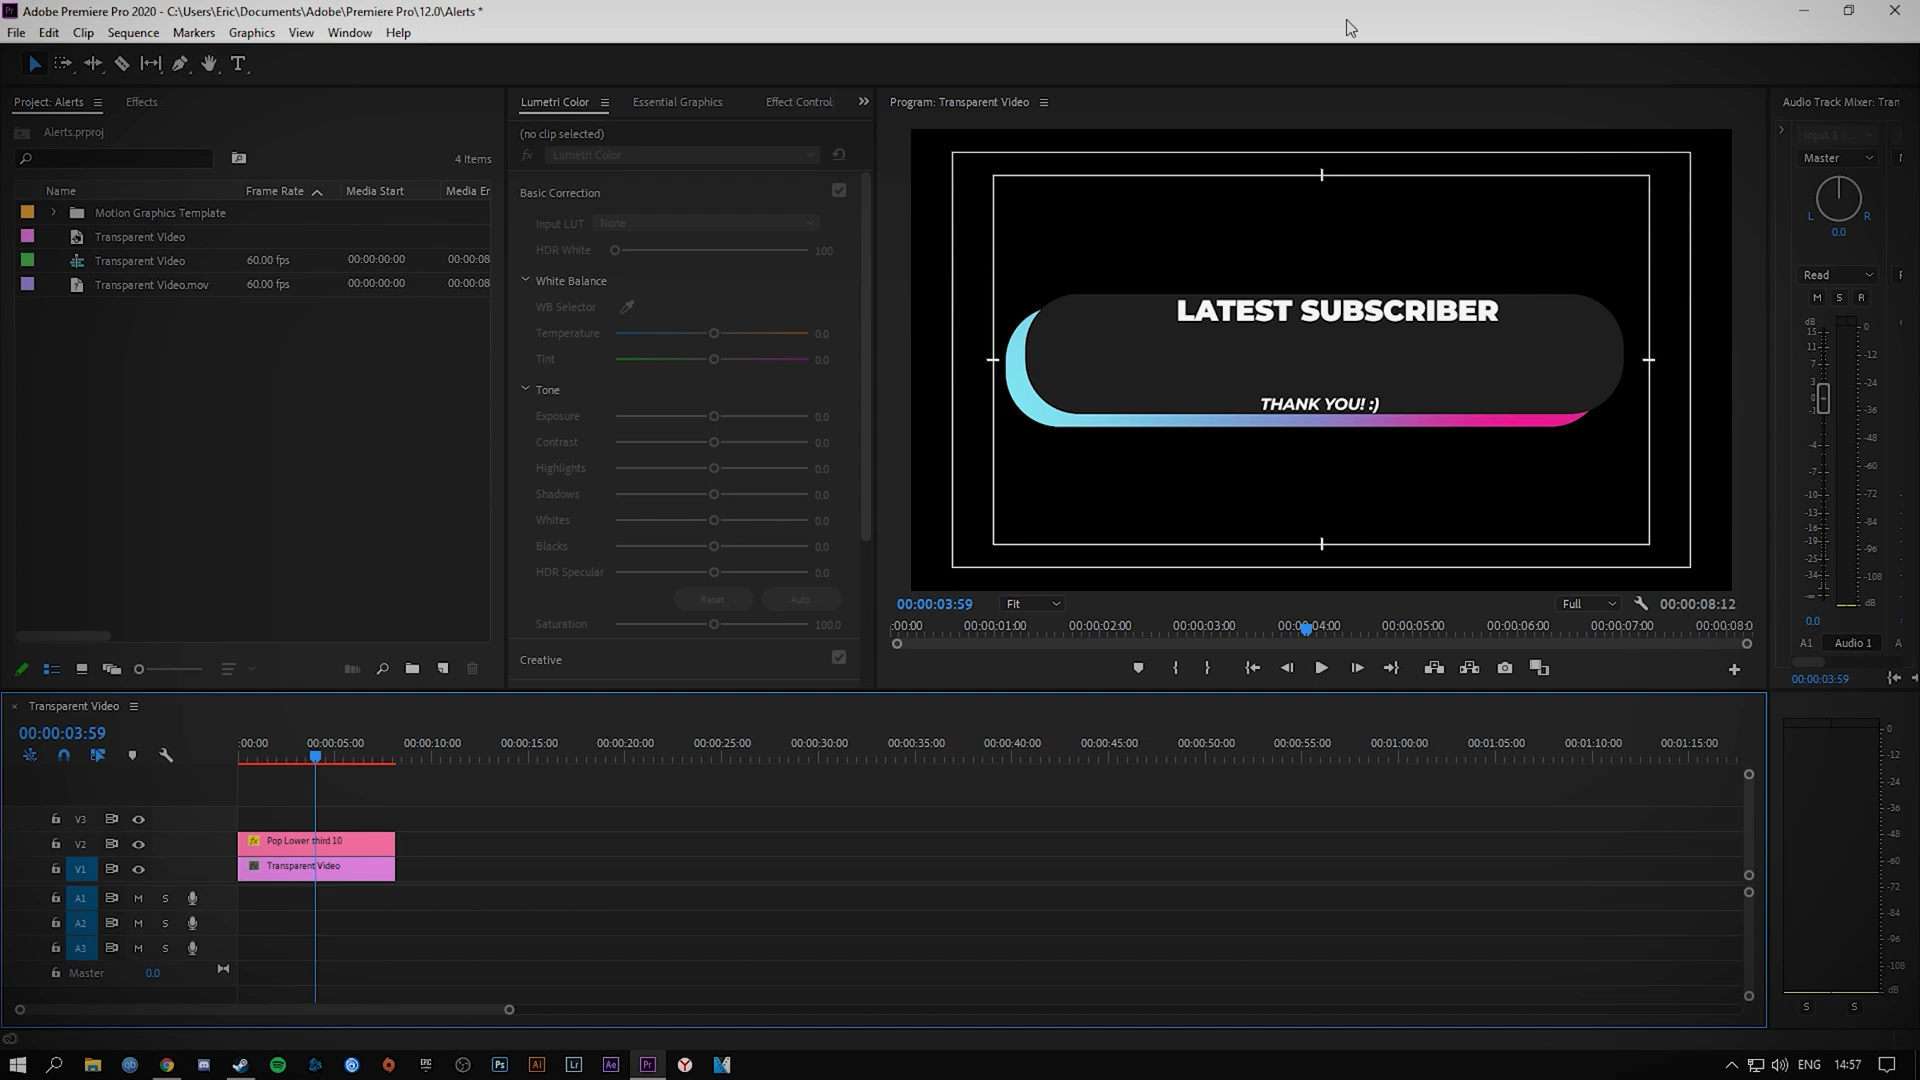 Adobe Premiere Pro 2020 - C:\Users\Eric\Documents\Adobe\Premiere Pro\12.0\Alerts *
File Edit Clip Sequence Markers Graphics View Window Help
Project: Alerts Effects
Alerts.prproj
4 Items
Name Frame Rate Media Start Media Er
Motion Graphics Template
Transparent Video
Transparent Video 60.00 fps 00:00:00:00 00:00:08
Transparent Video.mov 60.00 fps 00:00:00:00 00:00:08
Lumetri Color Essential Graphics Effect Control:
(no clip selected)
fx Lumetri Color
Basic Correction
Input LUT None
HDR White 100
White Balance
WB Selector
Temperature 0.0
Tint 0.0
Tone
Exposure 0.0
Contrast 0.0
Highlights 0.0
Shadows 0.0
Whites 0.0
Blacks 0.0
HDR Specular 0.0
Reset Auto
Saturation 100.0
Creative
Program: Transparent Video
LATEST SUBSCRIBER
THANK YOU! :)
00:00:03:59 Fit Full 00:00:08:12
:00:00 00:00:01:00 00:00:02:00 00:00:03:00 00:00:04:00 00:00:05:00 00:00:06:00 00:00:07:00 00:00:08:0
Audio Track Mixer: Tran
Input 1 / ...
Master
L R
0.0
Read
M S R
dB
15 11 7 3 0 -1 -4 -7 -10 -13 -16 -19 -25 -34 -∞
0 -12 -24 -36 -48 -60 -72 -84 -96 -108 dB
0.0
A1 Audio 1 A
00:00:03:59
Transparent Video
00:00:03:59
:00:00 00:00:05:00 00:00:10:00 00:00:15:00 00:00:20:00 00:00:25:00 00:00:30:00 00:00:35:00 00:00:40:00 00:00:45:00 00:00:50:00 00:00:55:00 00:01:00:00 00:01:05:00 00:01:10:00 00:01:15:00
V3
V2 fx Pop Lower third 10
V1 fx Transparent Video
A1 M S
A2 M S
A3 M S
Master 0.0
0 -12 -24 -36 -48 -60 -72 -84 -96 -108 dB
S S
qb EPIC Ps Ai Lr Ae Pr ENG 14:57